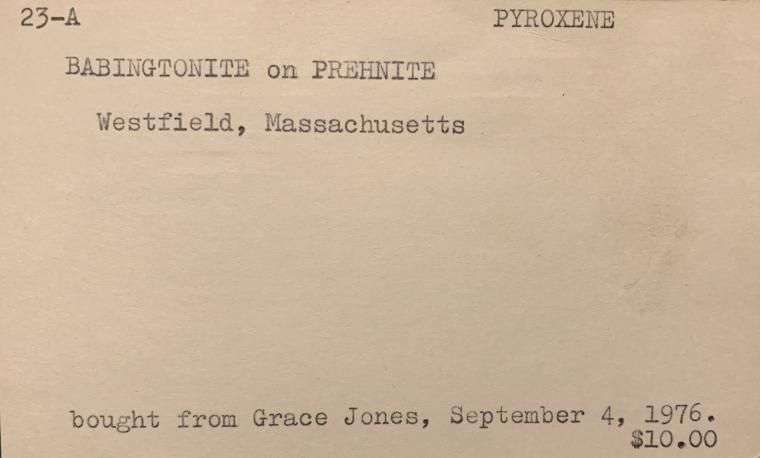 23-A PYROXENE
BABINGTONITE on PREHNITE
Westfield, Massachusetts
bought from Grace Jones, September 4, 1976.
$10.00